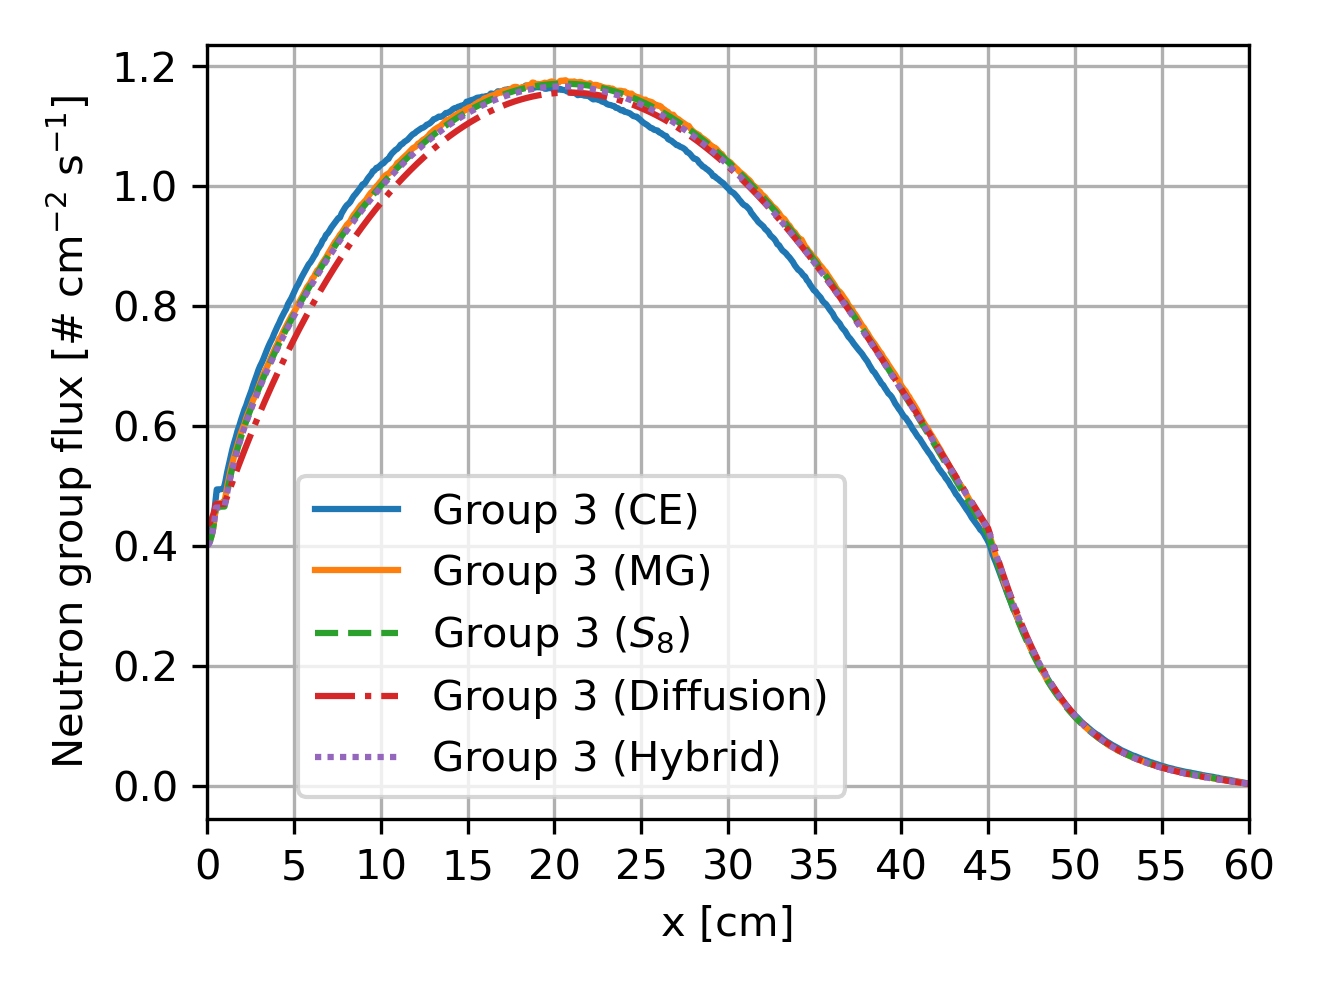 Neutron group flux [# cm⁻² s⁻¹]
1.2
1.0
0.8
0.6
0.4
0.2
0.0
Group 3 (CE)
Group 3 (MG)
Group 3 (S₈)
Group 3 (Diffusion)
Group 3 (Hybrid)
0 5 10 15 20 25 30 35 40 45 50 55 60
x [cm]